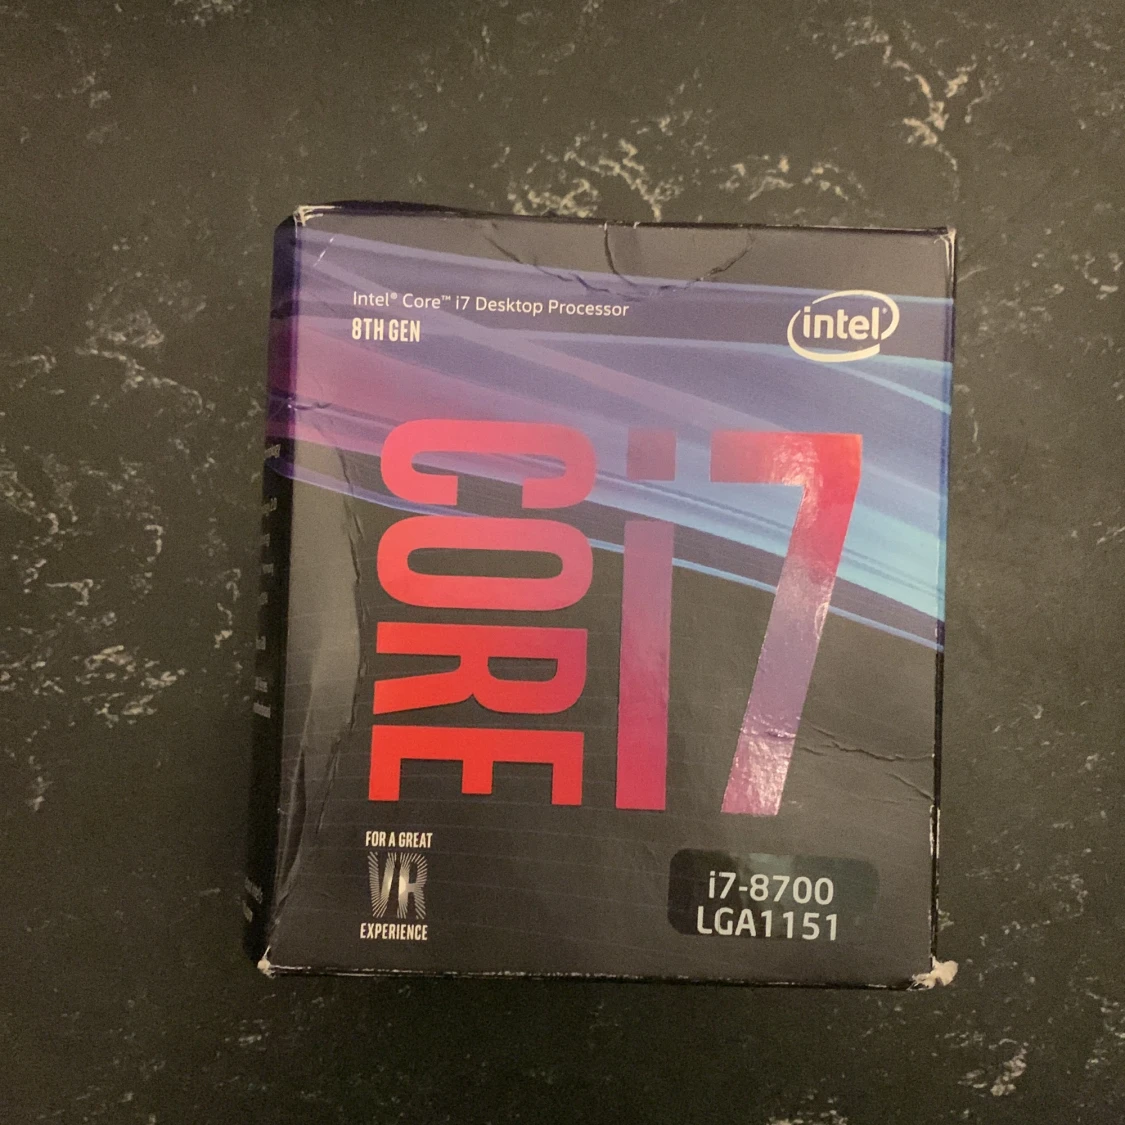 Intel® Core™ i7 Desktop Processor
8TH GEN
intel®
CORE
i7
FOR A GREAT
VR
EXPERIENCE
i7-8700
LGA1151